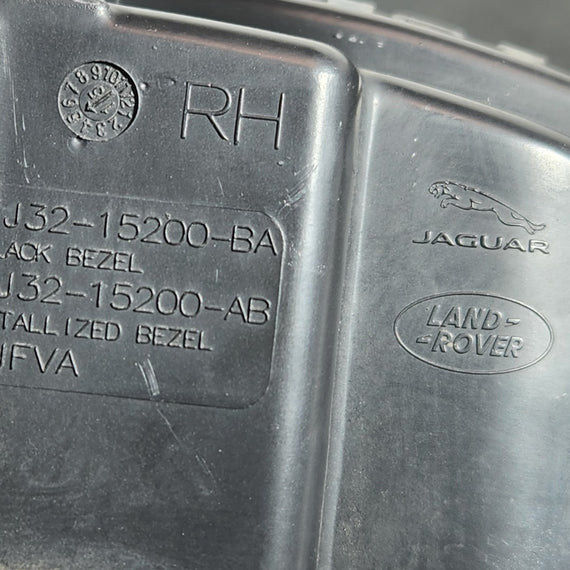 RH
J32-15200-BA
LACK BEZEL
J32-15200-AB
TALLIZED BEZEL
IFVA
JAGUAR
LAND-
-ROVER